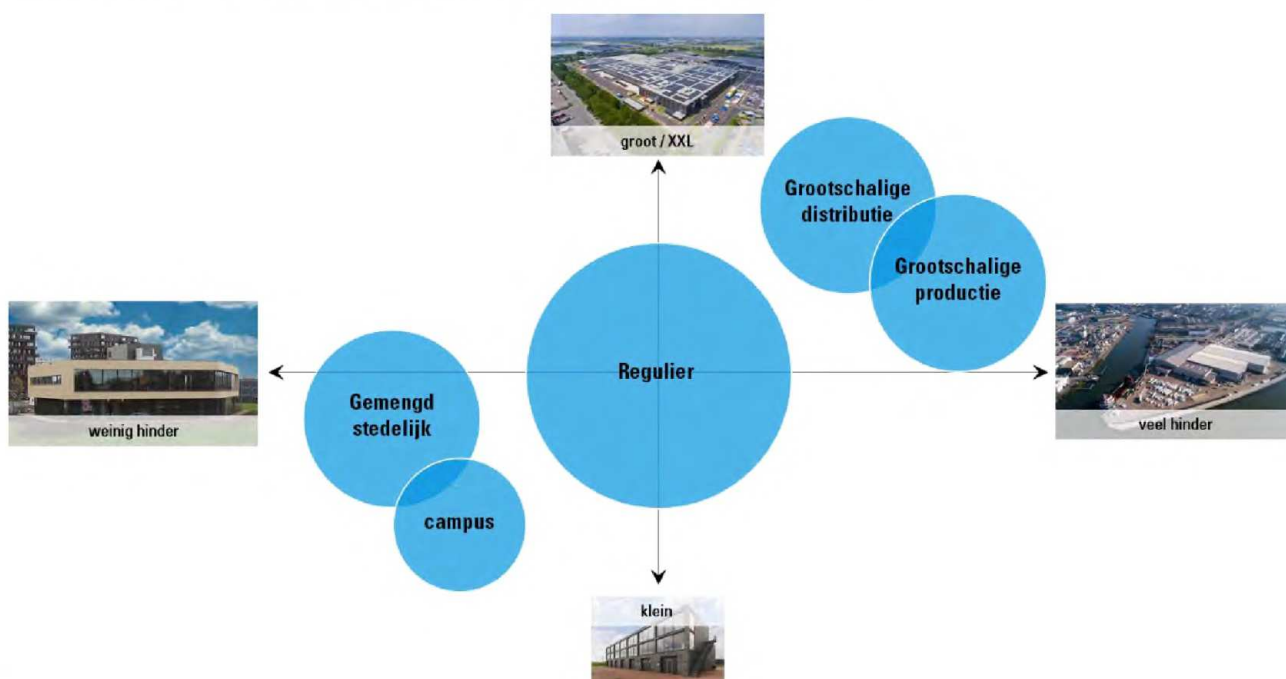 groot / XXL
Grootschalige
distributie
Grootschalige
productie
Regulier
weinig hinder
Gemengd
stedelijk
veel hinder
campus
klein